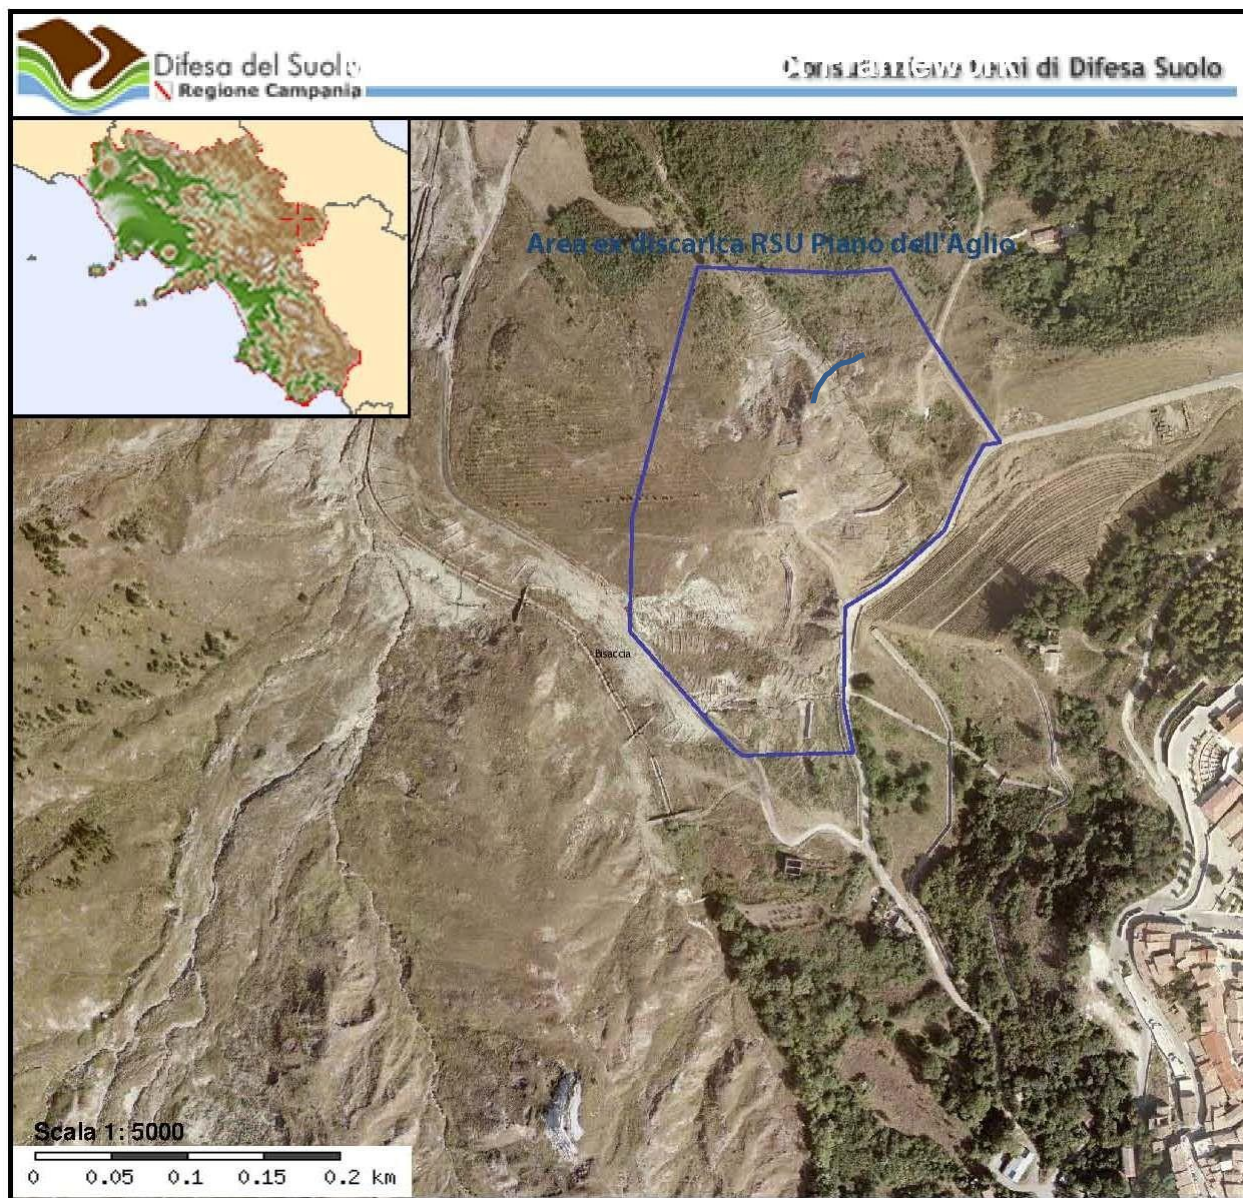 Difesa del Suolo
Regione Campania
di Difesa Suolo
Area ex discarica RSU Piano dell'Aglio
Bisaccia
Scala 1: 5000
0 0.05 0.1 0.15 0.2 km